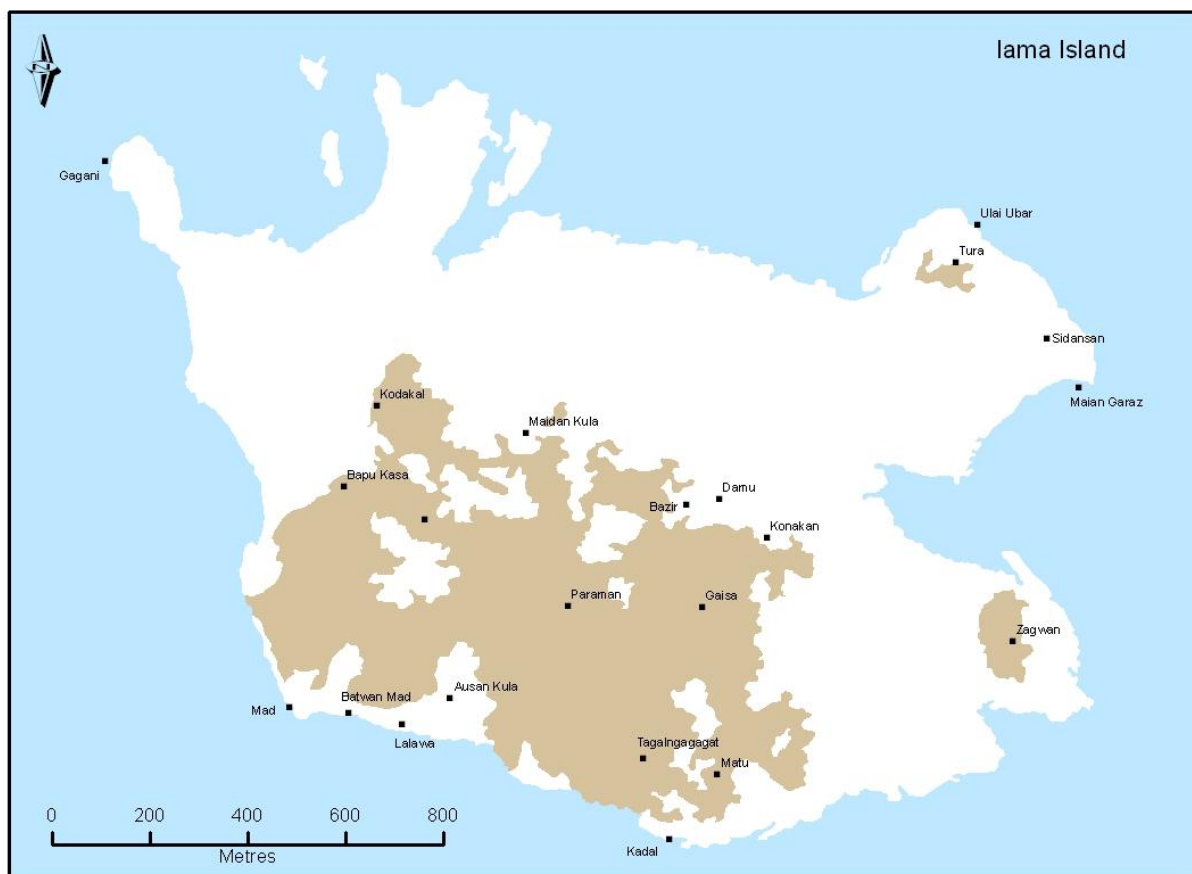 Iama Island
N
Gagani
Ulai Ubar
Tura
Sidansan
Maian Garaz
Kodakal
Maidan Kula
Bapu Kasa
Damu
Bazir
Konakan
Paraman
Gaisa
Zagwan
Ausan Kula
Batwan Mad
Mad
Lalawa
TagaIngagagat
Matu
Kadal
0 200 400 600 800
Metres